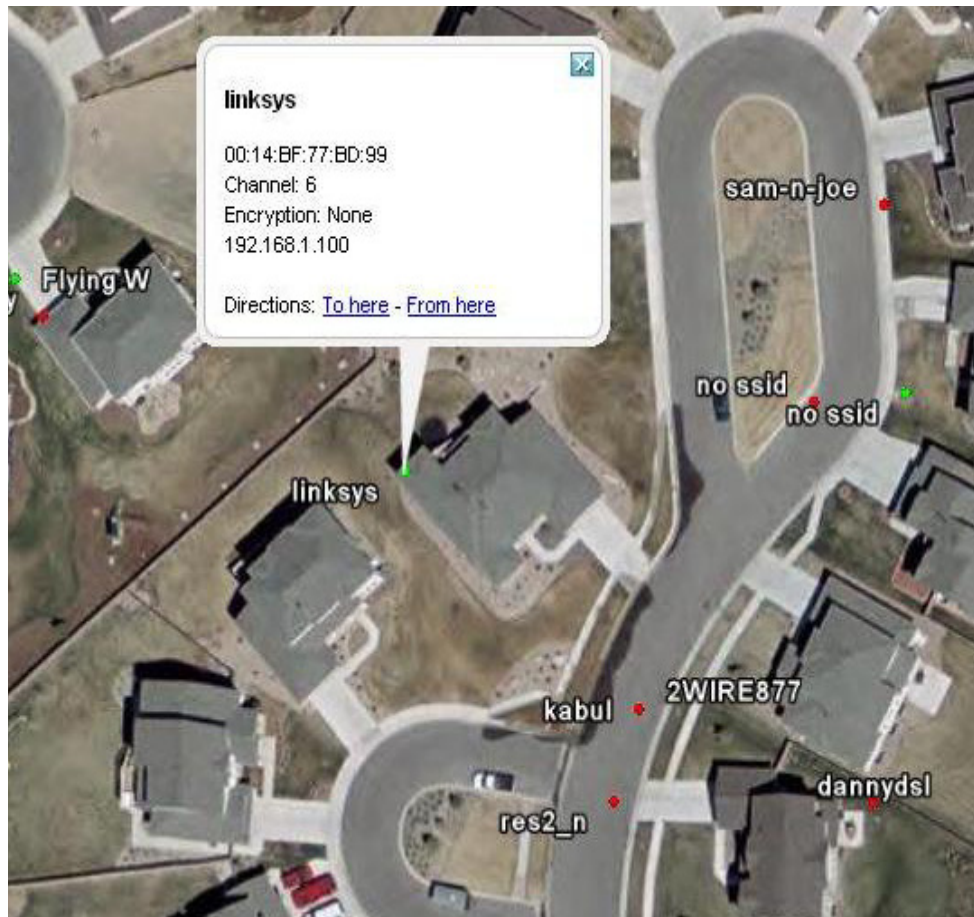 linksys
00:14:BF:77:BD:99
Channel: 6
Encryption: None
192.168.1.100
Directions: To here - From here
sam-n-joe
Flying W
y
no ssid
no ssid
linksys
2WIRE877
kabul
dannydsl
res2_n